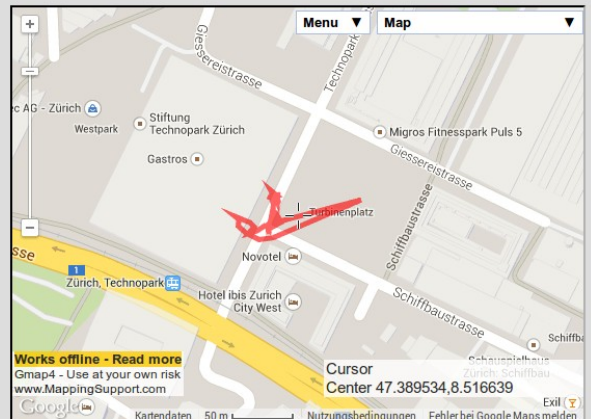 Menu ▼
Map ▼
Giessereistrasse
Technopark
ec AG - Zürich
Westpark
Stiftung
Technopark Zürich
Migros Fitnesspark Puls 5
Gastros
Giessereistrasse
Turbinenplatz
Schiffbaustrasse
Novotel
sse
1
Zürich, Technopark
Hotel ibis Zurich
City West
Schiffbaustrasse
Schiffba
Schauspielhaus
Zürich: Schiffbau
Works offline - Read more
Gmap4 - Use at your own risk
www.MappingSupport.com
Cursor
Center 47.389534,8.516639
Exil
Google
Kartendaten 50 m Nutzungsbedingungen Fehler bei Google Maps melden